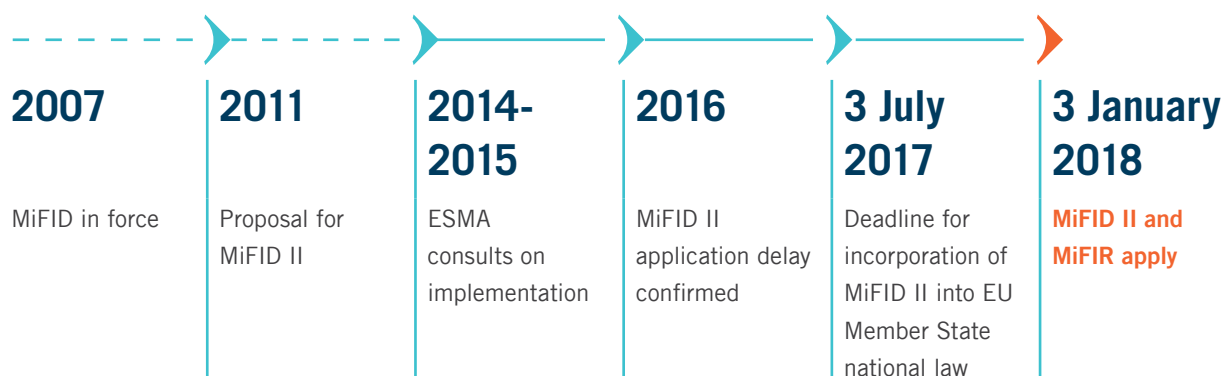 2007
MiFID in force
2011
Proposal for
MiFID II
2014-
2015
ESMA
consults on
implementation
2016
MiFID II
application delay
confirmed
3 July
2017
Deadline for
incorporation of
MiFID II into EU
Member State
national law
3 January
2018
MiFID II and
MiFIR apply